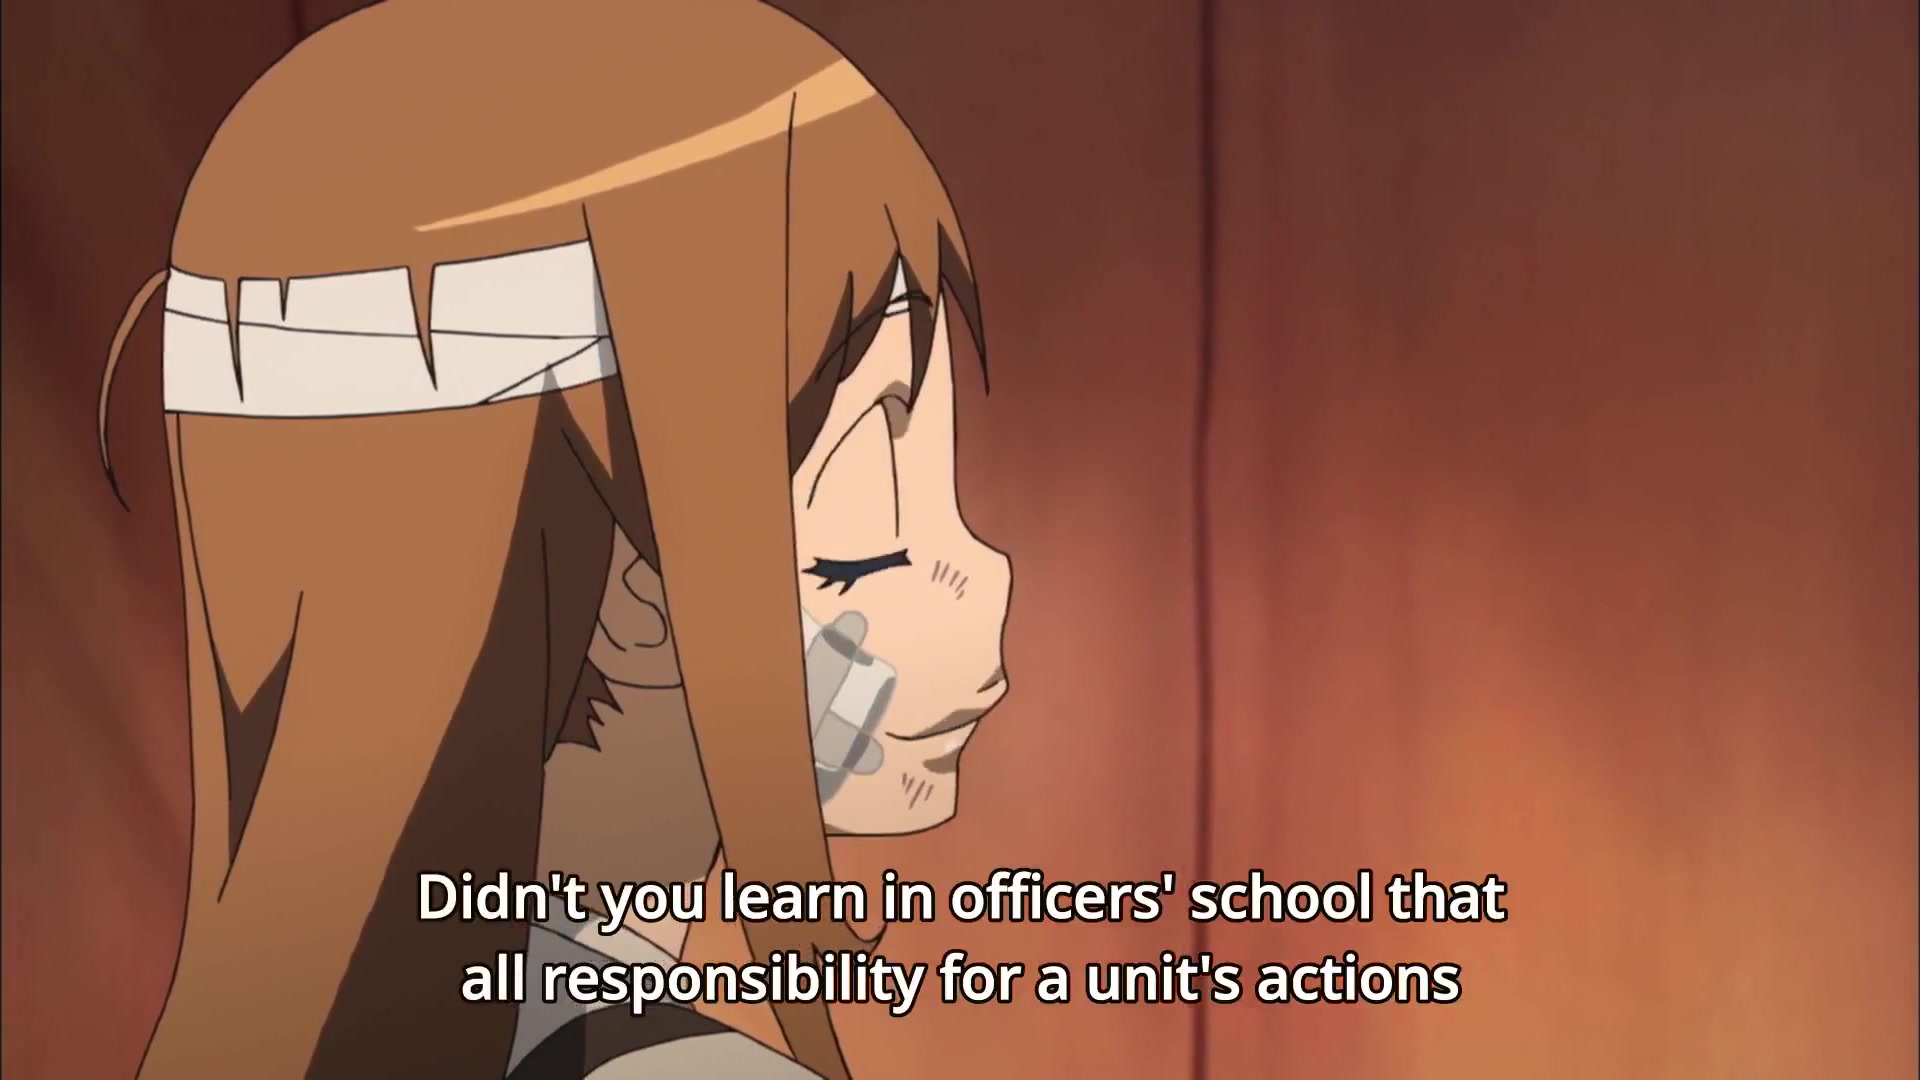 Didn't you learn in officers' school that
all responsibility for a unit's actions